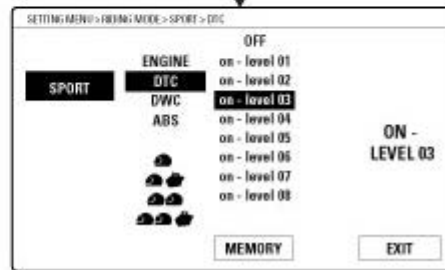 SETTING MENU > RIDING MODE > SPORT > DTC
SPORT
ENGINE
DTC
DWC
ABS
OFF
on - level 01
on - level 02
on - level 03
on - level 04
on - level 05
on - level 06
on - level 07
on - level 08
ON -
LEVEL 03
MEMORY
EXIT